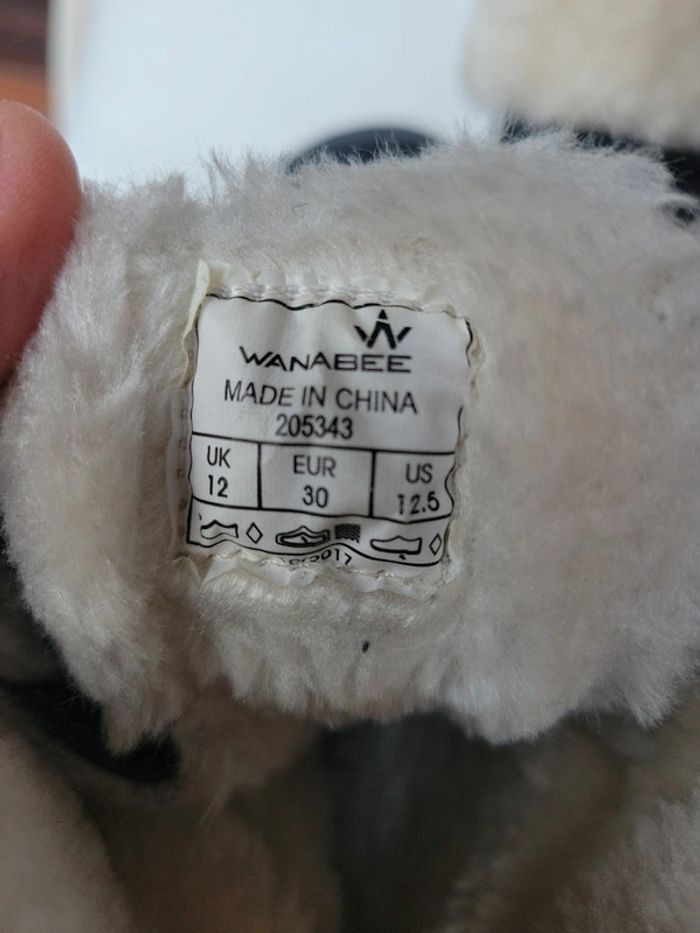 WANABEE
MADE IN CHINA
205343
UK EUR US
12 30 12.5